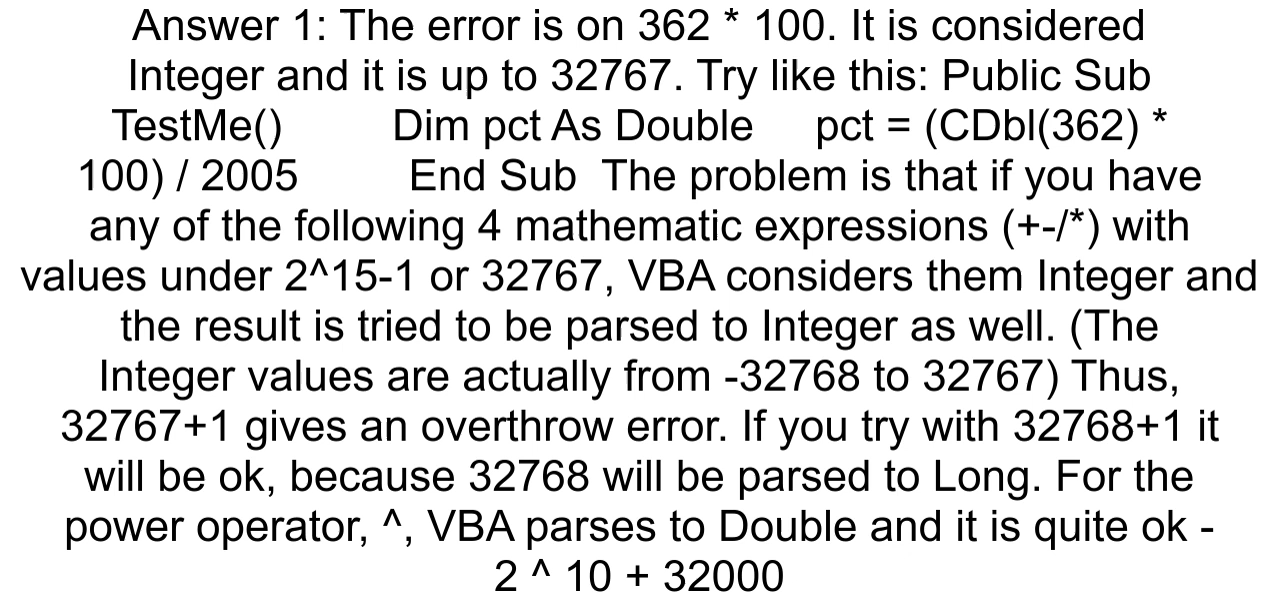 Answer 1: The error is on 362 * 100. It is considered
Integer and it is up to 32767. Try like this: Public Sub
TestMe()         Dim pct As Double     pct = (CDbl(362) *
100) / 2005         End Sub  The problem is that if you have
any of the following 4 mathematic expressions (+-/*) with
values under 2^15-1 or 32767, VBA considers them Integer and
the result is tried to be parsed to Integer as well. (The
Integer values are actually from -32768 to 32767) Thus,
32767+1 gives an overthrow error. If you try with 32768+1 it
will be ok, because 32768 will be parsed to Long. For the
power operator, ^, VBA parses to Double and it is quite ok -
2 ^ 10 + 32000